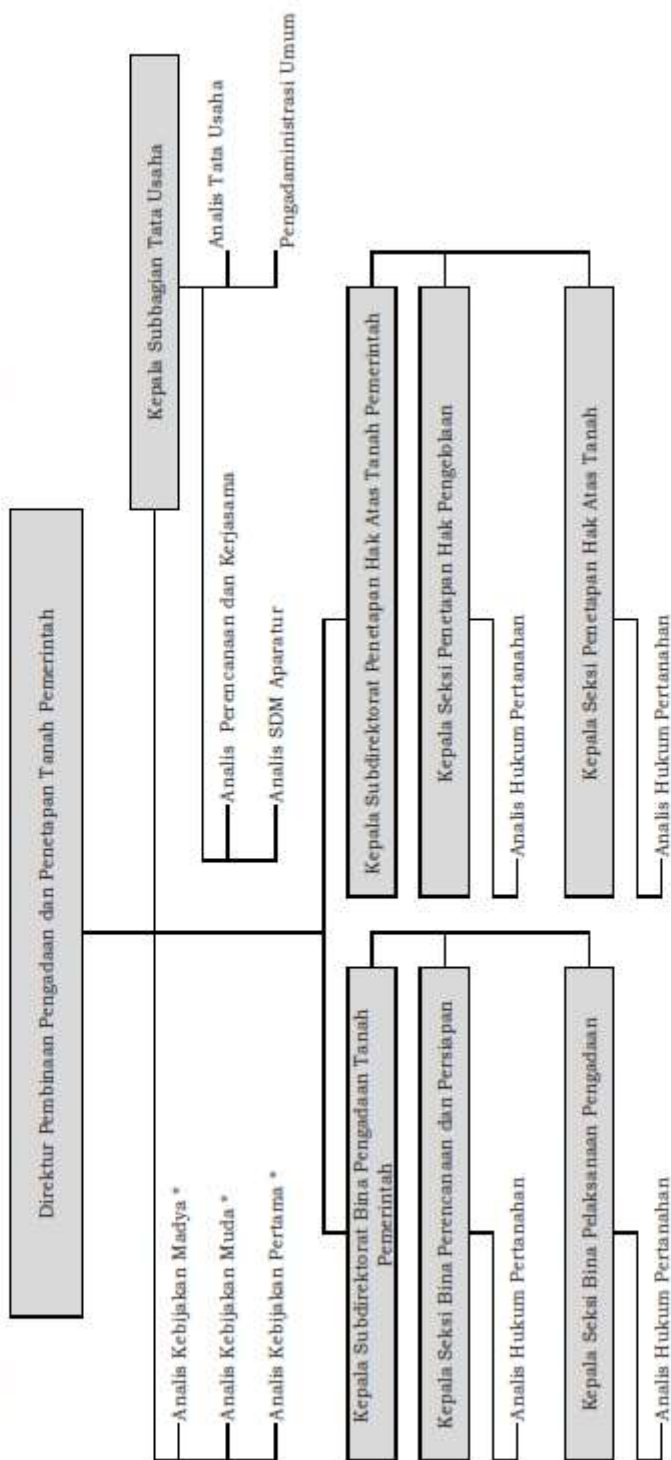 Direktur Pembinaan Pengadaan dan Penetapan Tanah Pemerintah
Kepala Subbagian Tata Usaha
Analis Kebijakan Madya *
Analis Kebijakan Muda *
Analis Kebijakan Pertama *
Analis Perencanaan dan Kerjasama
Analis SDM Aparatur
Analis Tata Usaha
Pengadaministrasi Umum
Kepala Subdirektorat Bina Pengadaan Tanah
Pemerintah
Kepala Seksi Bina Perencanaan dan Persiapan
Analis Hukum Pertanahan
Kepala Seksi Bina Pelaksanaan Pengadaan
Analis Hukum Pertanahan
Kepala Subdirektorat Penetapan Hak Atas Tanah Pemerintah
Kepala Seksi Penetapan Hak Pengelolaan
Analis Hukum Pertanahan
Kepala Seksi Penetapan Hak Atas Tanah
Analis Hukum Pertanahan